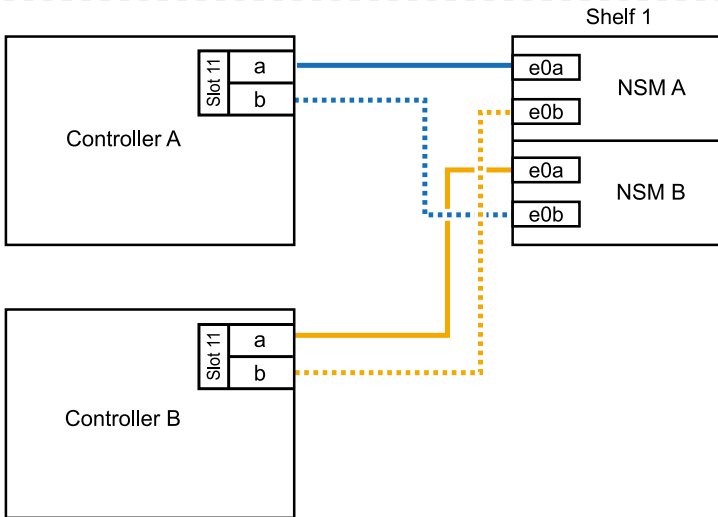 Shelf 1
Controller A
Slot 11
a
b
e0a
e0b
NSM A
e0a
e0b
NSM B
Controller B
Slot 11
a
b